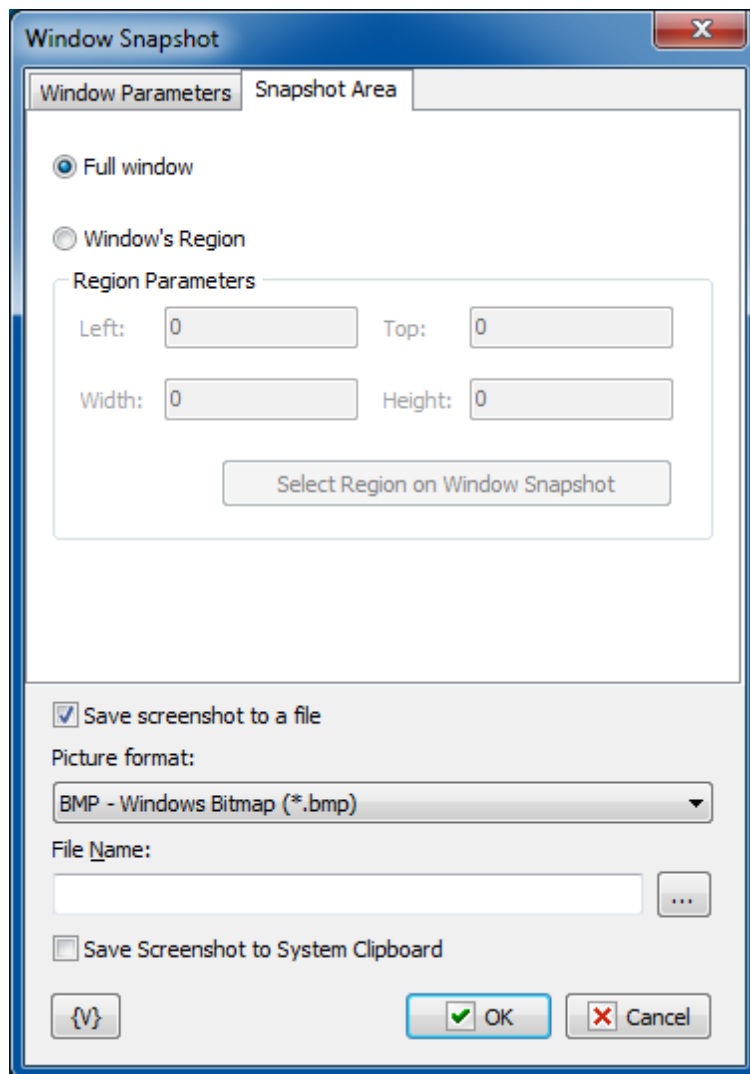 Window Snapshot
Window Parameters Snapshot Area
Full window
Window's Region
Region Parameters
Left: 0 Top: 0
Width: 0 Height: 0
Select Region on Window Snapshot
Save screenshot to a file
Picture format:
BMP - Windows Bitmap (*.bmp)
File Name:
...
Save Screenshot to System Clipboard
{V} OK Cancel